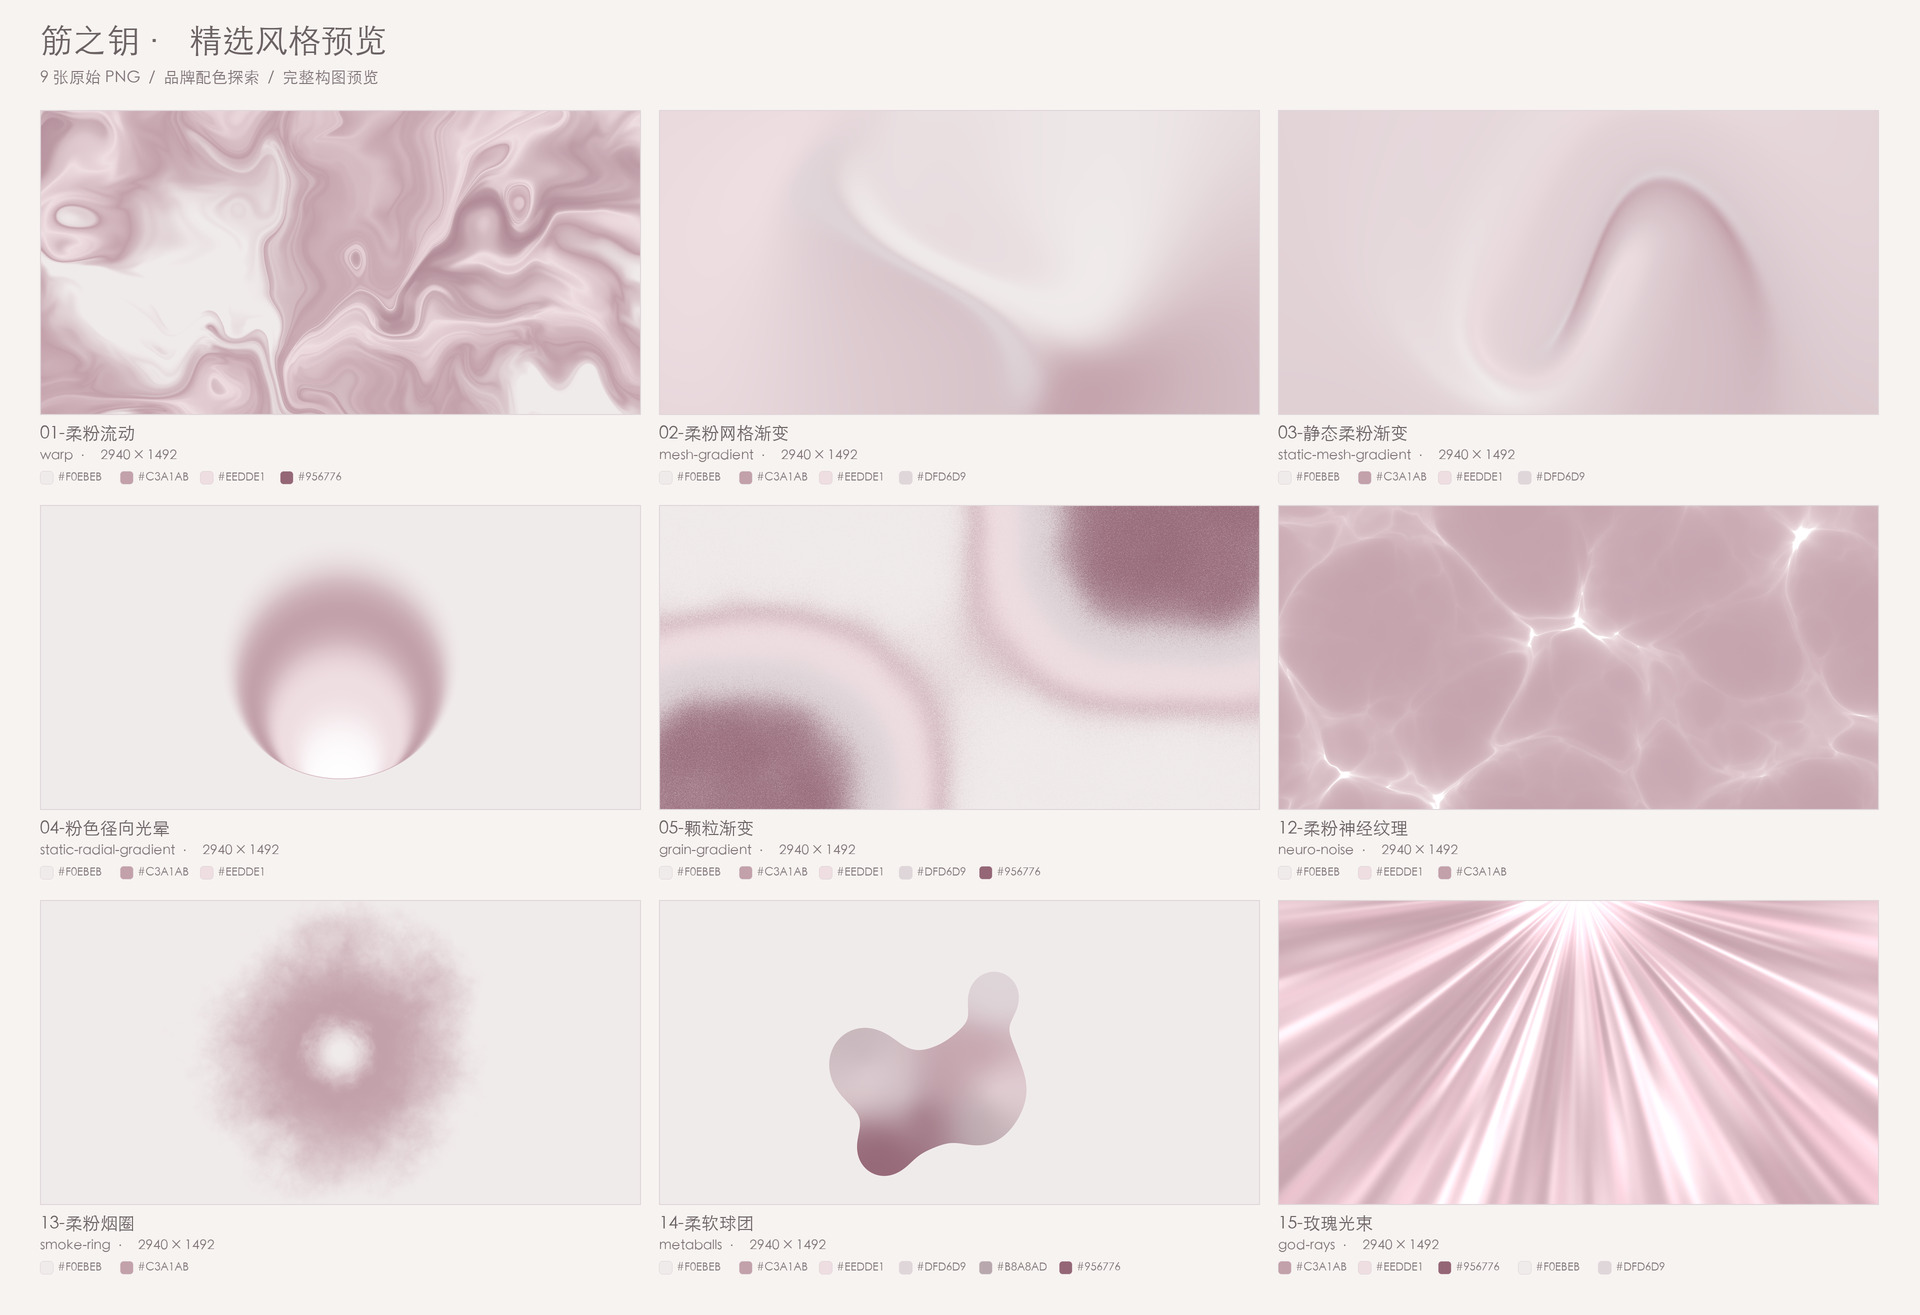 筋之钥 · 精选风格预览
9 张原始 PNG / 品牌配色探索 / 完整构图预览
01-柔粉流动
warp · 2940 × 1492
#F0EBEB #C3A1AB #EEDDE1 #956776
02-柔粉网格渐变
mesh-gradient · 2940 × 1492
#F0EBEB #C3A1AB #EEDDE1 #DFD6D9
03-静态柔粉渐变
static-mesh-gradient · 2940 × 1492
#F0EBEB #C3A1AB #EEDDE1 #DFD6D9
04-粉色径向光晕
static-radial-gradient · 2940 × 1492
#F0EBEB #C3A1AB #EEDDE1
05-颗粒渐变
grain-gradient · 2940 × 1492
#F0EBEB #C3A1AB #EEDDE1 #DFD6D9 #956776
12-柔粉神经纹理
neuro-noise · 2940 × 1492
#F0EBEB #EEDDE1 #C3A1AB
13-柔粉烟圈
smoke-ring · 2940 × 1492
#F0EBEB #C3A1AB
14-柔软球团
metaballs · 2940 × 1492
#F0EBEB #C3A1AB #EEDDE1 #DFD6D9 #B8A8AD #956776
15-玫瑰光束
god-rays · 2940 × 1492
#C3A1AB #EEDDE1 #956776 #F0EBEB #DFD6D9